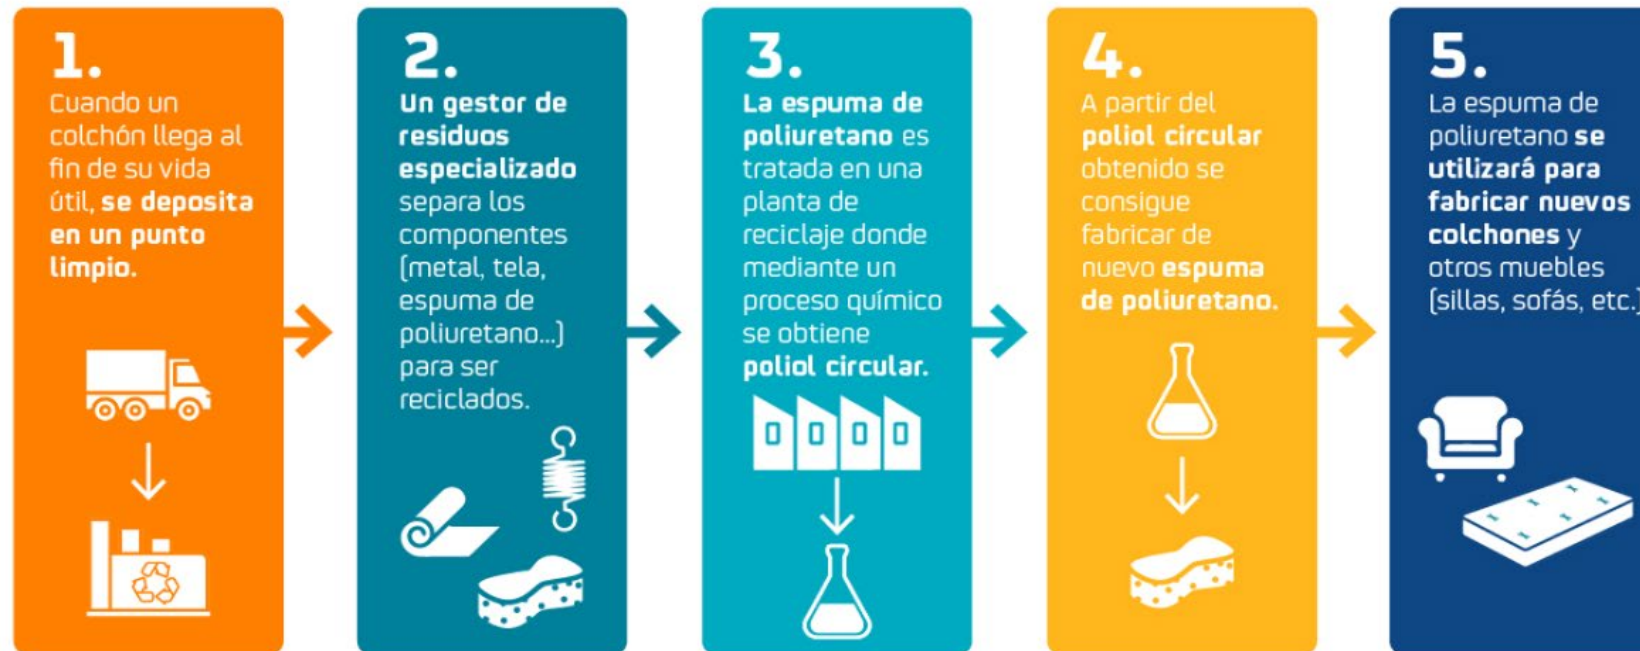 1.
Cuando un
colchón llega al
fin de su vida
útil, se deposita
en un punto
limpio.
2.
Un gestor de
residuos
especializado
separa los
componentes
(metal, tela,
espuma de
poliuretano...)
para ser
reciclados.
3.
La espuma de
poliuretano es
tratada en una
planta de
reciclaje donde
mediante un
proceso químico
se obtiene
poliol circular.
4.
A partir del
poliol circular
obtenido se
consigue
fabricar de
nuevo espuma
de poliuretano.
5.
La espuma de
poliuretano se
utilizará para
fabricar nuevos
colchones y
otros muebles
(sillas, sofás, etc.)